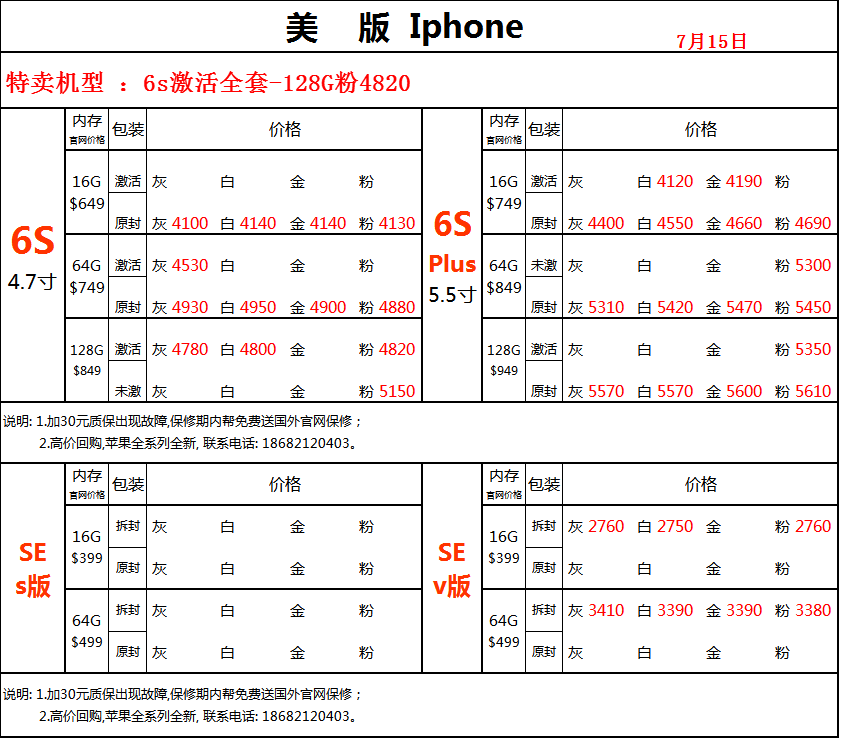 美 版 Iphone
7月15日
特卖机型 ：6s激活全套-128G粉4820
内存 官网价格 包装 价格 内存 官网价格 包装 价格
6S 4.7寸
16G $649
激活 灰 白 金 粉
原封 灰 4100 白 4140 金 4140 粉 4130
64G $749
激活 灰 4530 白 金 粉
原封 灰 4930 白 4950 金 4900 粉 4880
128G $849
激活 灰 4780 白 4800 金 粉 4820
未激 灰 白 金 粉 5150
6S Plus 5.5寸
16G $749
激活 灰 白 4120 金 4190 粉
原封 灰 4400 白 4550 金 4660 粉 4690
64G $849
未激 灰 白 金 粉 5300
原封 灰 5310 白 5420 金 5470 粉 5450
128G $949
激活 灰 白 金 粉 5350
原封 灰 5570 白 5570 金 5600 粉 5610
说明: 1.加30元质保出现故障,保修期内帮免费送国外官网保修；
2.高价回购,苹果全系列全新, 联系电话: 18682120403。
内存 官网价格 包装 价格 内存 官网价格 包装 价格
SE s版
16G $399
拆封 灰 白 金 粉
原封 灰 白 金 粉
64G $499
拆封 灰 白 金 粉
原封 灰 白 金 粉
SE v版
16G $399
拆封 灰 2760 白 2750 金 粉 2760
原封 灰 白 金 粉
64G $499
拆封 灰 3410 白 3390 金 3390 粉 3380
原封 灰 白 金 粉
说明: 1.加30元质保出现故障,保修期内帮免费送国外官网保修；
2.高价回购,苹果全系列全新, 联系电话: 18682120403。